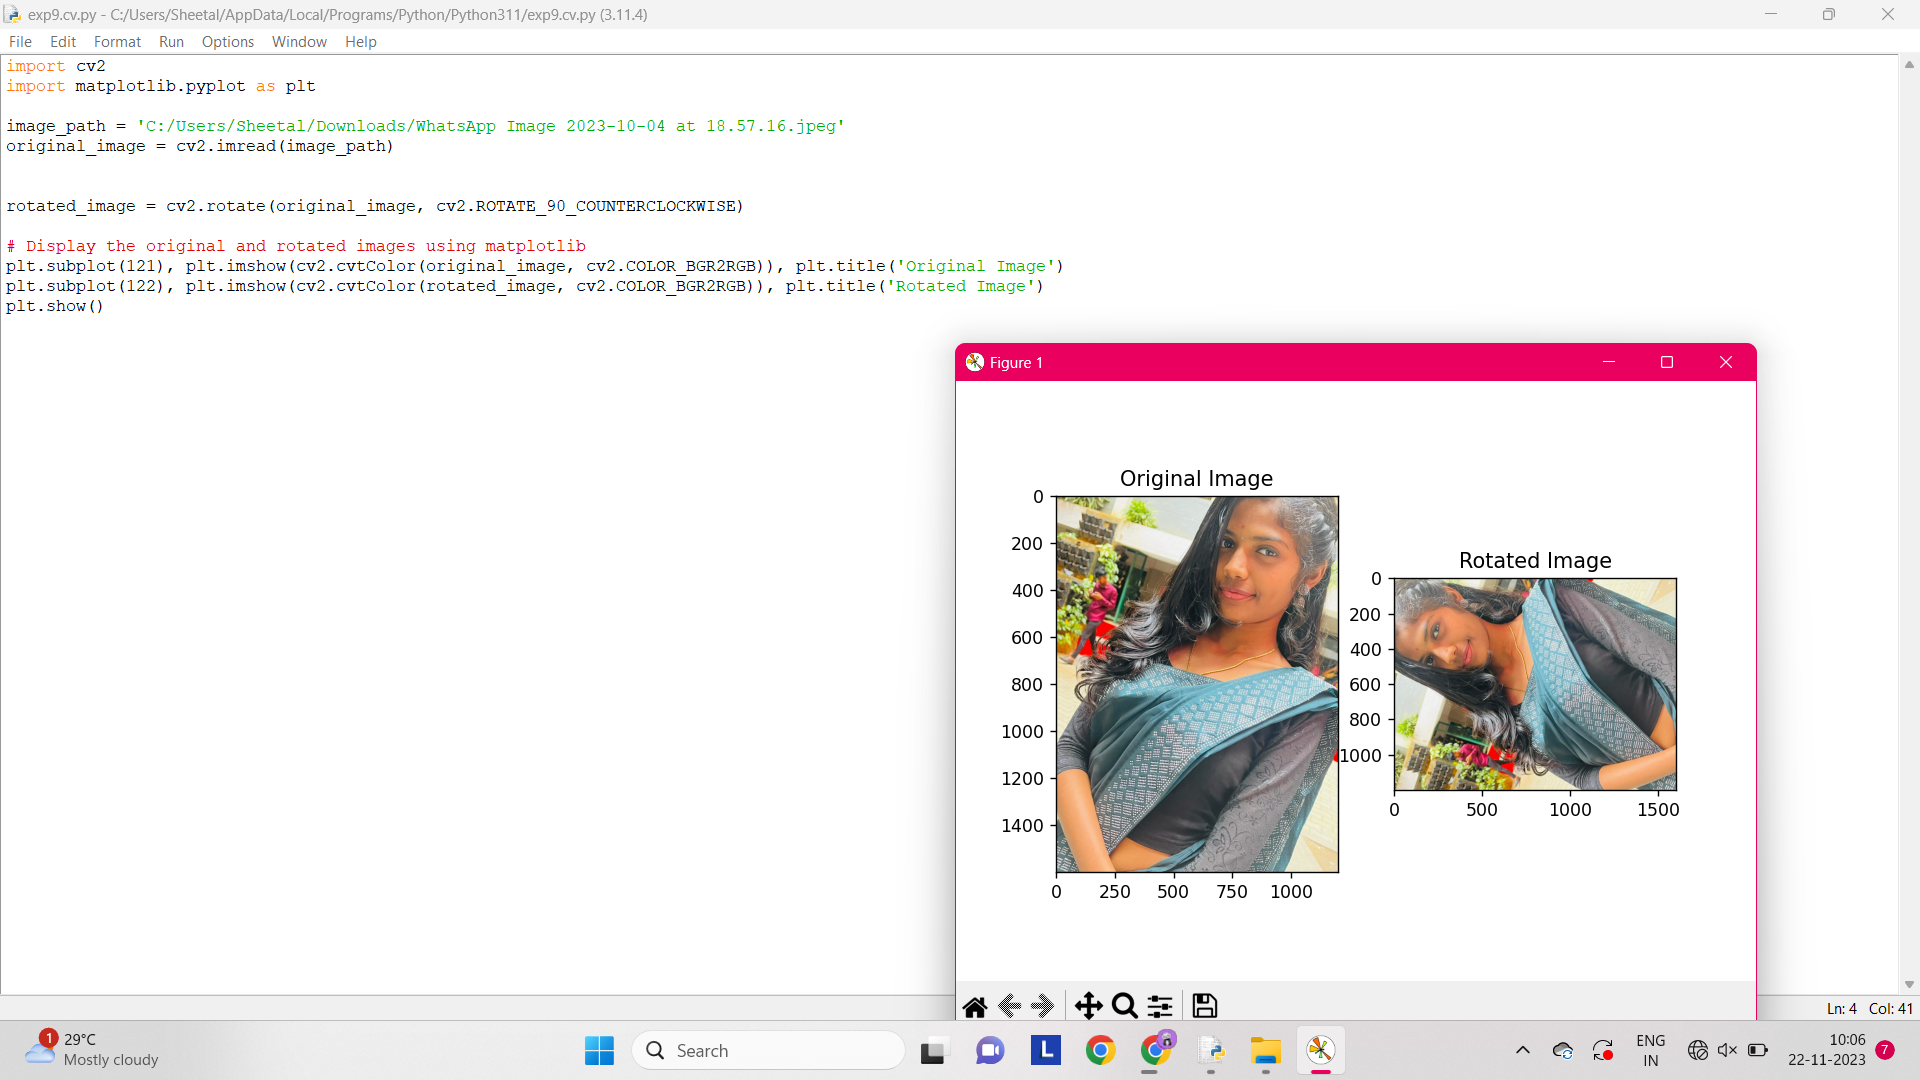 exp9.cv.py - C:/Users/Sheetal/AppData/Local/Programs/Python/Python311/exp9.cv.py (3.11.4)
File Edit Format Run Options Window Help
import cv2
import matplotlib.pyplot as plt
image_path = 'C:/Users/Sheetal/Downloads/WhatsApp Image 2023-10-04 at 18.57.16.jpeg'
original_image = cv2.imread(image_path)
rotated_image = cv2.rotate(original_image, cv2.ROTATE_90_COUNTERCLOCKWISE)
# Display the original and rotated images using matplotlib
plt.subplot(121), plt.imshow(cv2.cvtColor(original_image, cv2.COLOR_BGR2RGB)), plt.title('Original Image')
plt.subplot(122), plt.imshow(cv2.cvtColor(rotated_image, cv2.COLOR_BGR2RGB)), plt.title('Rotated Image')
plt.show()
Figure 1
Original Image
0
200
400
600
800
1000
1200
1400
0 250 500 750 1000
Rotated Image
0
200
400
600
800
1000
0 500 1000 1500
Ln: 4 Col: 41
1
29°C
Mostly cloudy
Search
L
ENG
IN
10:06
22-11-2023
7